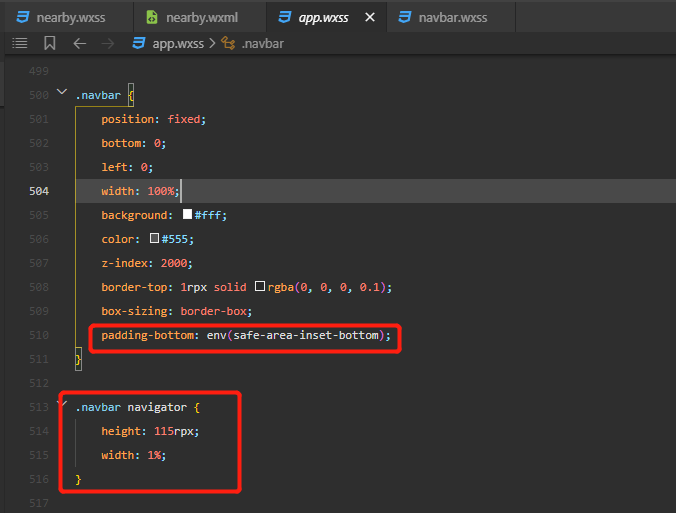 nearby.wxss
nearby.wxml
app.wxss
navbar.wxss
app.wxss > .navbar
499
500 .navbar {
501 position: fixed;
502 bottom: 0;
503 left: 0;
504 width: 100%;
505 background: #fff;
506 color: #555;
507 z-index: 2000;
508 border-top: 1rpx solid rgba(0, 0, 0, 0.1);
509 box-sizing: border-box;
510 padding-bottom: env(safe-area-inset-bottom);
511 }
512
513 .navbar navigator {
514 height: 115rpx;
515 width: 1%;
516 }
517